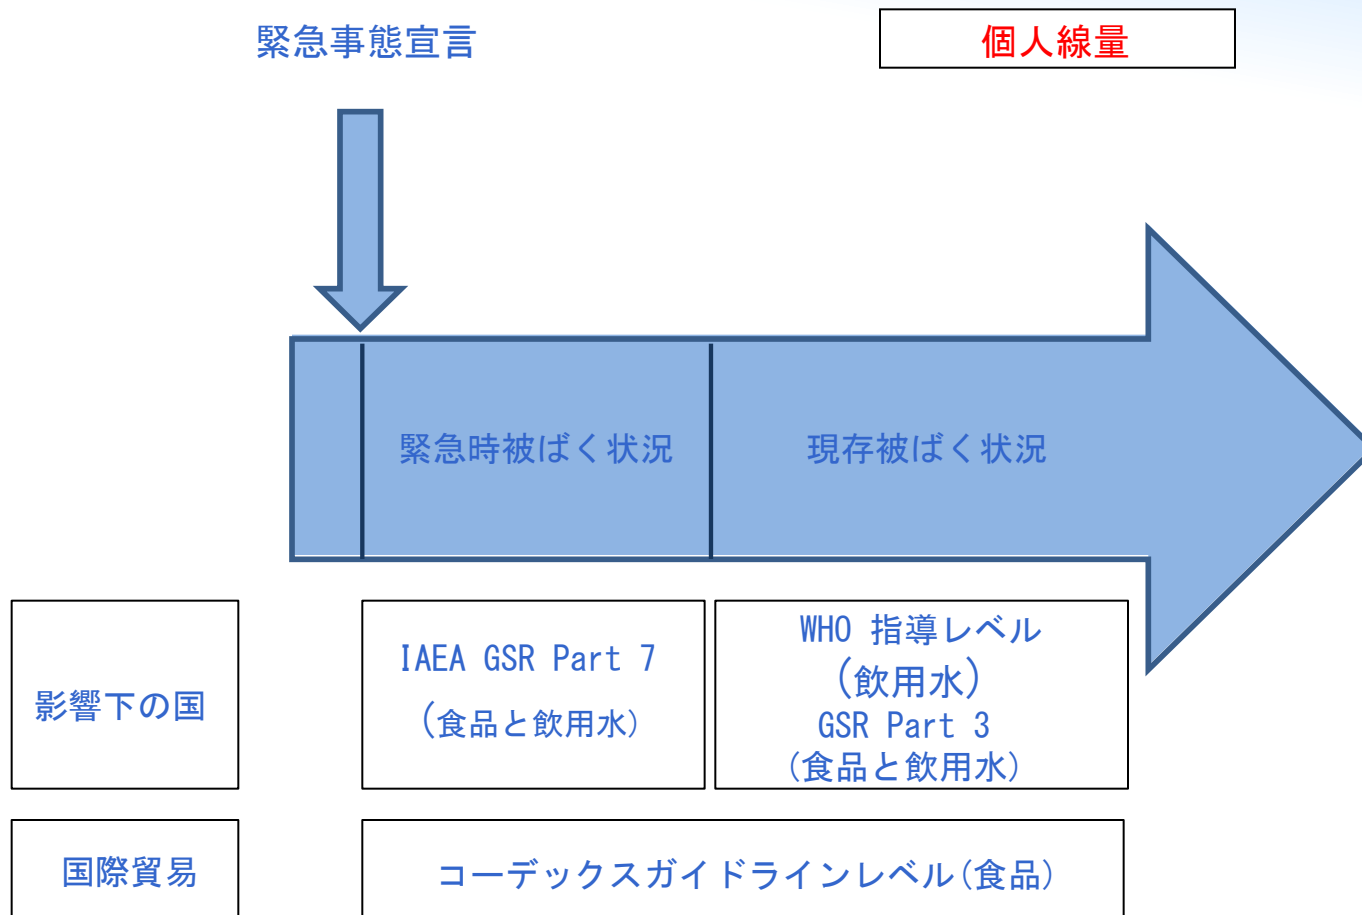 緊急事態宣言
個人線量
緊急時被ばく状況
現存被ばく状況
影響下の国
IAEA GSR Part 7
(食品と飲用水)
WHO 指導レベル
(飲用水)
GSR Part 3
(食品と飲用水)
国際貿易
コーデックスガイドラインレベル(食品)